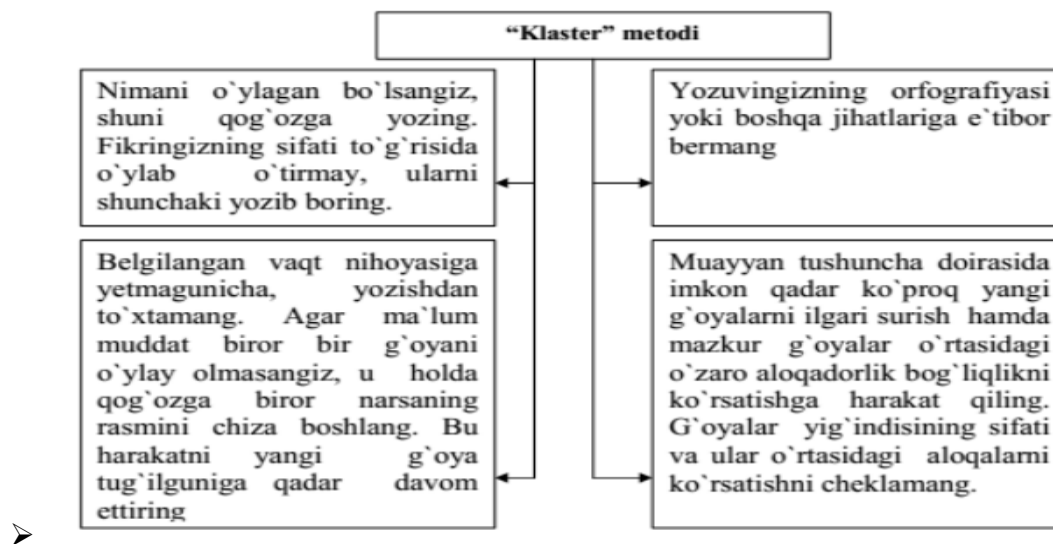 “Klaster” metodi
Nimani o`ylagan bo`lsangiz,
shuni qog`ozga yozing.
Fikringizning sifati to`g`risida
o`ylab o`tirmay, ularni
shunchaki yozib boring.
Yozuvingizning orfografiyasi
yoki boshqa jihatlariga e`tibor
bermang
Belgilangan vaqt nihoyasiga
yetmagunicha, yozishdan
to`xtamang. Agar ma`lum
muddat biror bir g`oyani
o`ylay olmasangiz, u holda
qog`ozga biror narsaning
rasmini chiza boshlang. Bu
harakatni yangi g`oya
tug`ilguniga qadar davom
ettiring
Muayyan tushuncha doirasida
imkon qadar ko`proq yangi
g`oyalarni ilgari surish hamda
mazkur g`oyalar o`rtasidagi
o`zaro aloqadorlik bog`liqlikni
ko`rsatishga harakat qiling.
G`oyalar yig`indisining sifati
va ular o`rtasidagi aloqalarni
ko`rsatishni cheklamang.